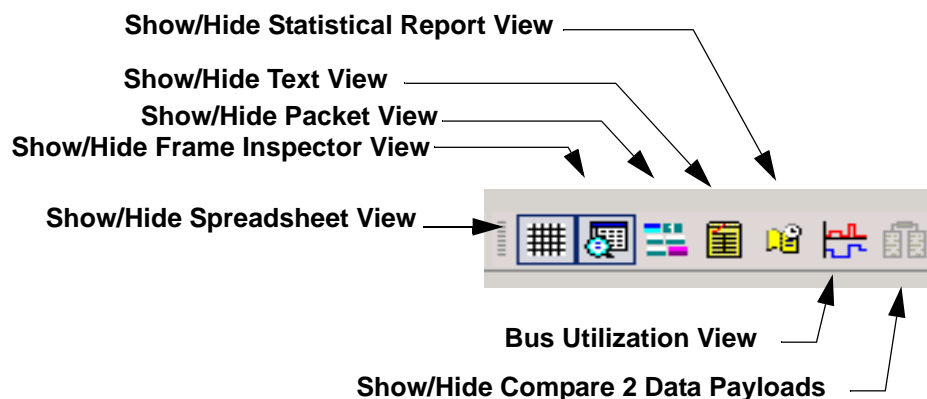 Show/Hide Statistical Report View
Show/Hide Text View
Show/Hide Packet View
Show/Hide Frame Inspector View
Show/Hide Spreadsheet View
Bus Utilization View
Show/Hide Compare 2 Data Payloads